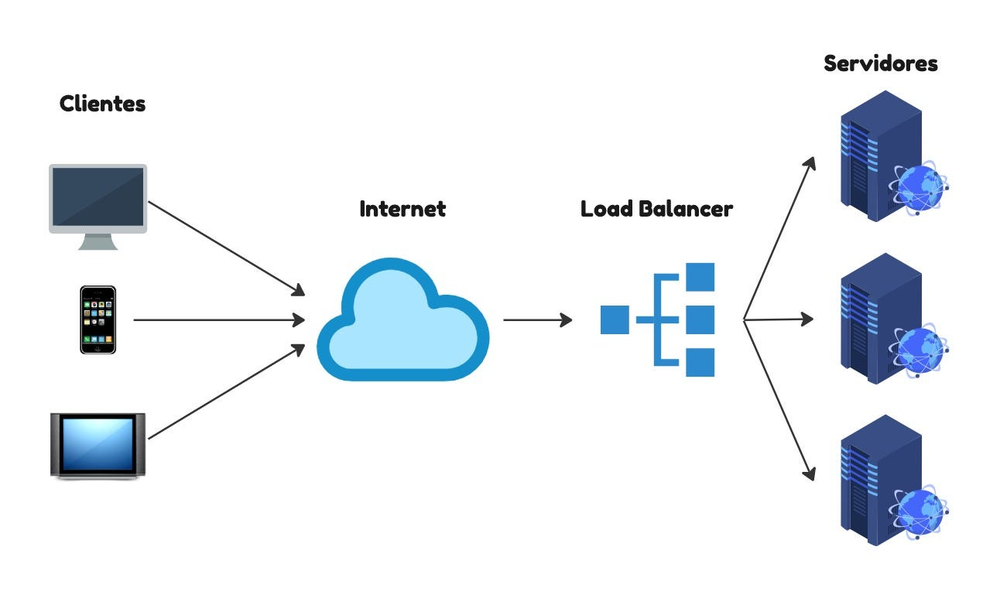 Clientes
Internet
Load Balancer
Servidores